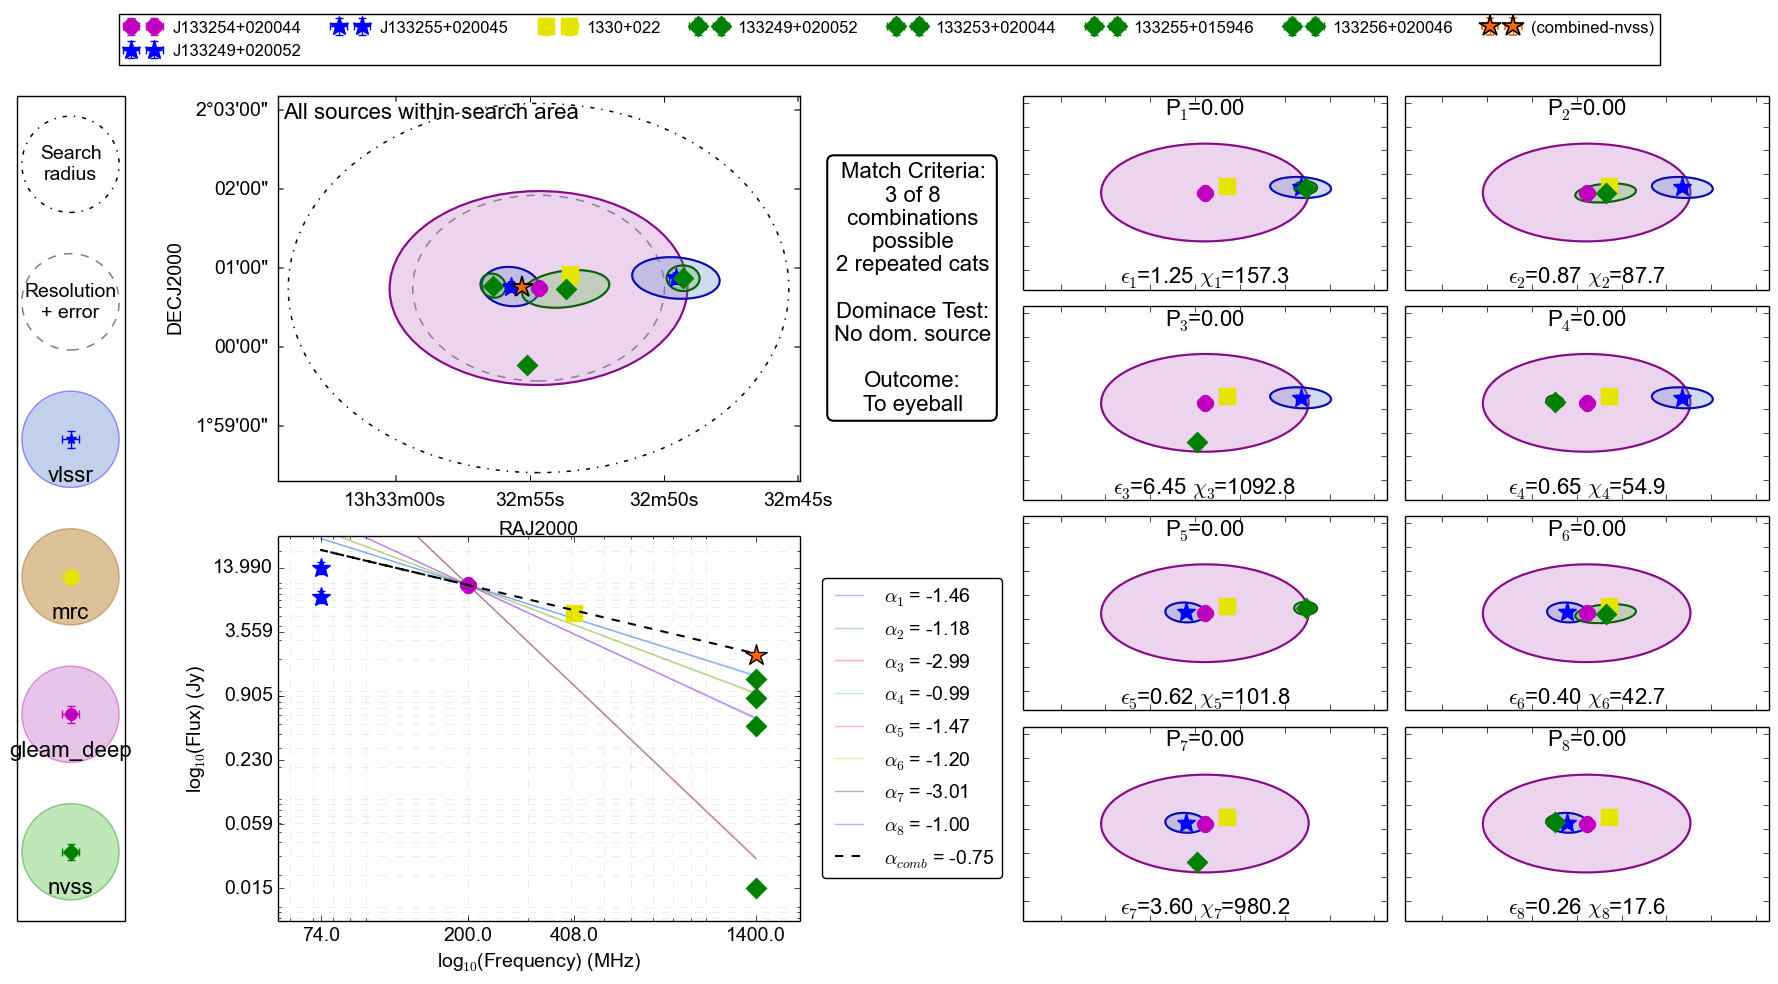 J133254+020044 J133255+020045 1330+022 133249+020052 133253+020044 133255+015946 133256+020046 (combined-nvss)
J133249+020052
Search
radius
Resolution
+ error
vlssr
mrc
gleam_deep
nvss
All sources within search area
DECJ2000
2°03'00"
02'00"
01'00"
00'00"
1°59'00"
13h33m00s 32m55s 32m50s 32m45s
RAJ2000
Match Criteria:
3 of 8
combinations
possible
2 repeated cats
Dominace Test:
No dom. source
Outcome:
To eyeball
log10(Flux) (Jy)
13.990
3.559
0.905
0.230
0.059
0.015
74.0 200.0 408.0 1400.0
log10(Frequency) (MHz)
α1 = -1.46
α2 = -1.18
α3 = -2.99
α4 = -0.99
α5 = -1.47
α6 = -1.20
α7 = -3.01
α8 = -1.00
αcomb = -0.75
P1=0.00
ϵ1=1.25 χ1=157.3
P2=0.00
ϵ2=0.87 χ2=87.7
P3=0.00
ϵ3=6.45 χ3=1092.8
P4=0.00
ϵ4=0.65 χ4=54.9
P5=0.00
ϵ5=0.62 χ5=101.8
P6=0.00
ϵ6=0.40 χ6=42.7
P7=0.00
ϵ7=3.60 χ7=980.2
P8=0.00
ϵ8=0.26 χ8=17.6